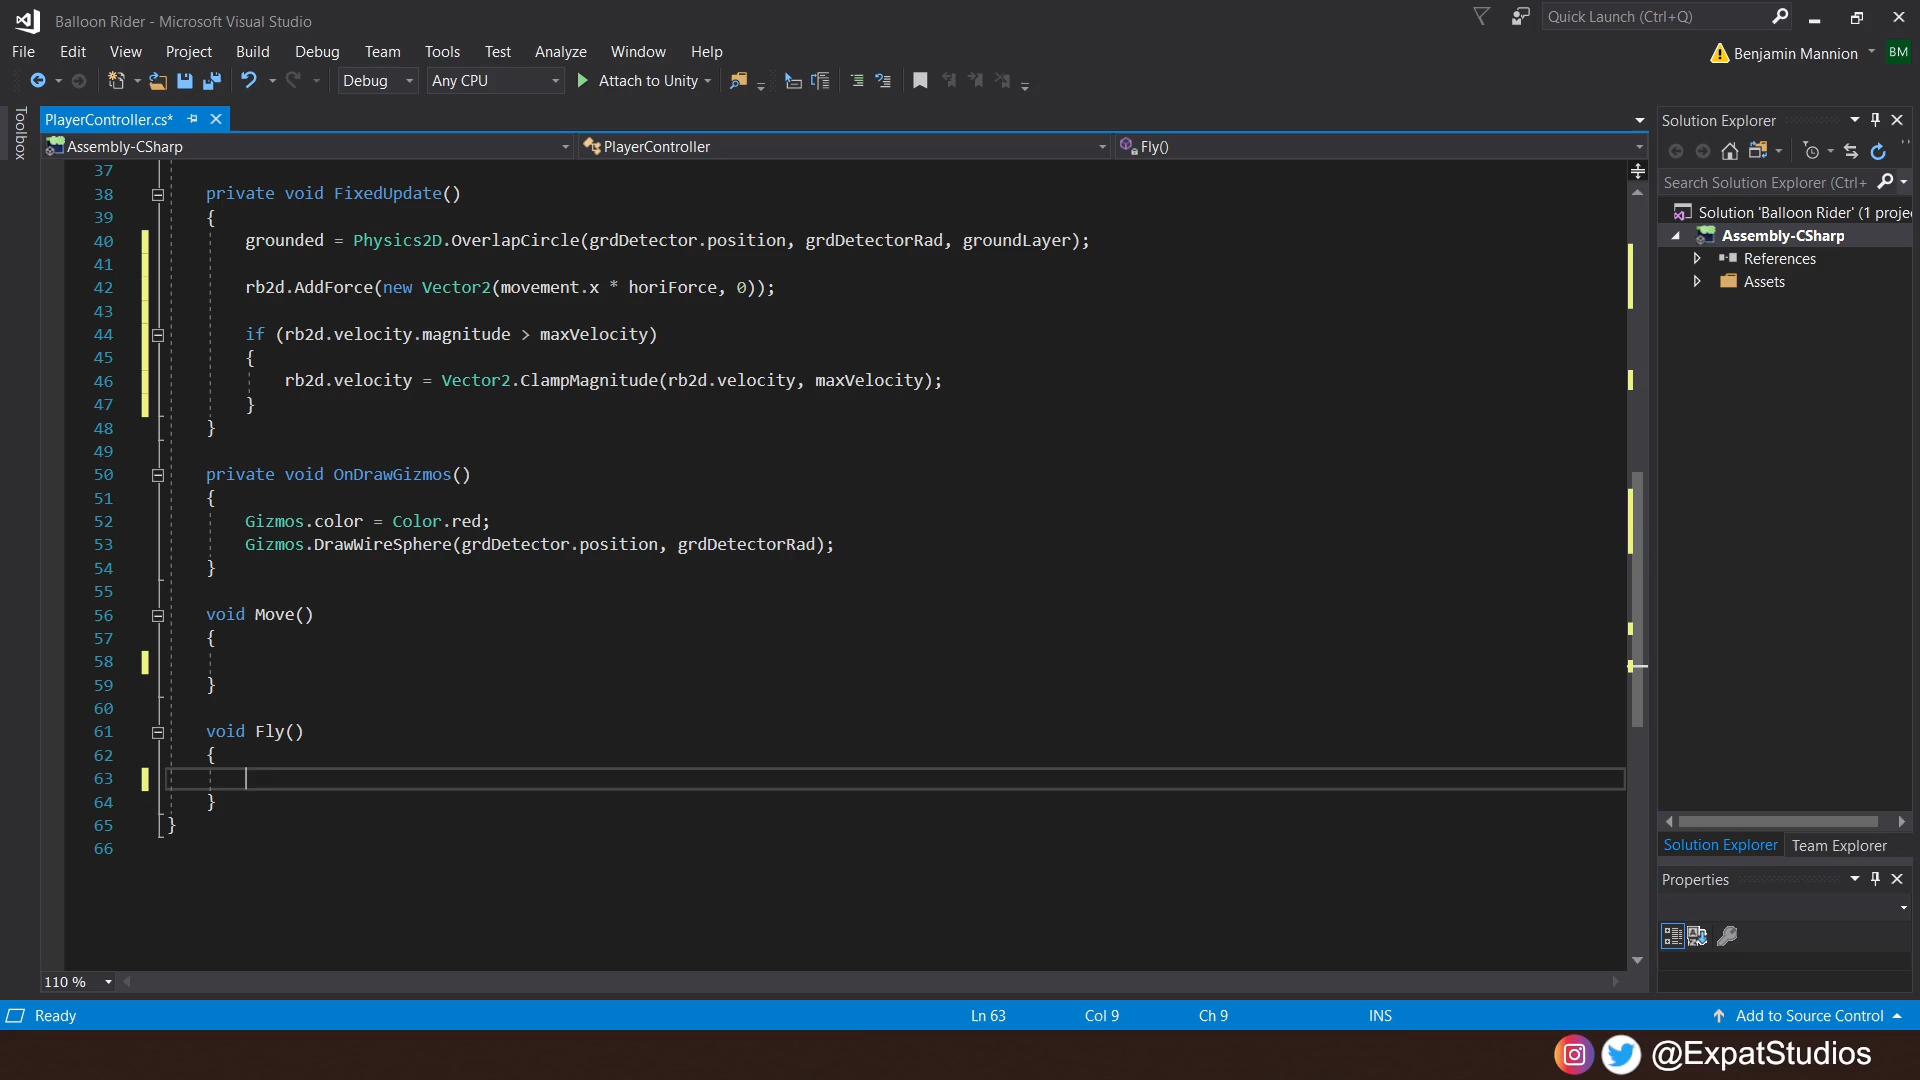 Balloon Rider - Microsoft Visual Studio
Quick Launch (Ctrl+Q)
File Edit View Project Build Debug Team Tools Test Analyze Window Help
Benjamin Mannion BM
Debug Any CPU Attach to Unity
Toolbox
PlayerController.cs*
Assembly-CSharp PlayerController Fly()
37
38 private void FixedUpdate()
39 {
40 grounded = Physics2D.OverlapCircle(grdDetector.position, grdDetectorRad, groundLayer);
41
42 rb2d.AddForce(new Vector2(movement.x * horiForce, 0));
43
44 if (rb2d.velocity.magnitude > maxVelocity)
45 {
46 rb2d.velocity = Vector2.ClampMagnitude(rb2d.velocity, maxVelocity);
47 }
48 }
49
50 private void OnDrawGizmos()
51 {
52 Gizmos.color = Color.red;
53 Gizmos.DrawWireSphere(grdDetector.position, grdDetectorRad);
54 }
55
56 void Move()
57 {
58
59 }
60
61 void Fly()
62 {
63
64 }
65 }
66
110 %
Solution Explorer
Search Solution Explorer (Ctrl+
Solution 'Balloon Rider' (1 proje
Assembly-CSharp
References
Assets
Solution Explorer Team Explorer
Properties
Ready Ln 63 Col 9 Ch 9 INS Add to Source Control
@ExpatStudios